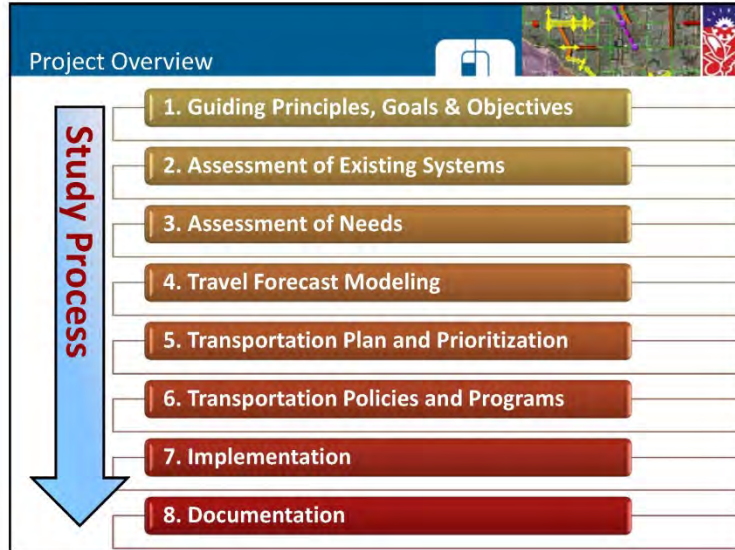 Project Overview
Study Process
1. Guiding Principles, Goals & Objectives
2. Assessment of Existing Systems
3. Assessment of Needs
4. Travel Forecast Modeling
5. Transportation Plan and Prioritization
6. Transportation Policies and Programs
7. Implementation
8. Documentation